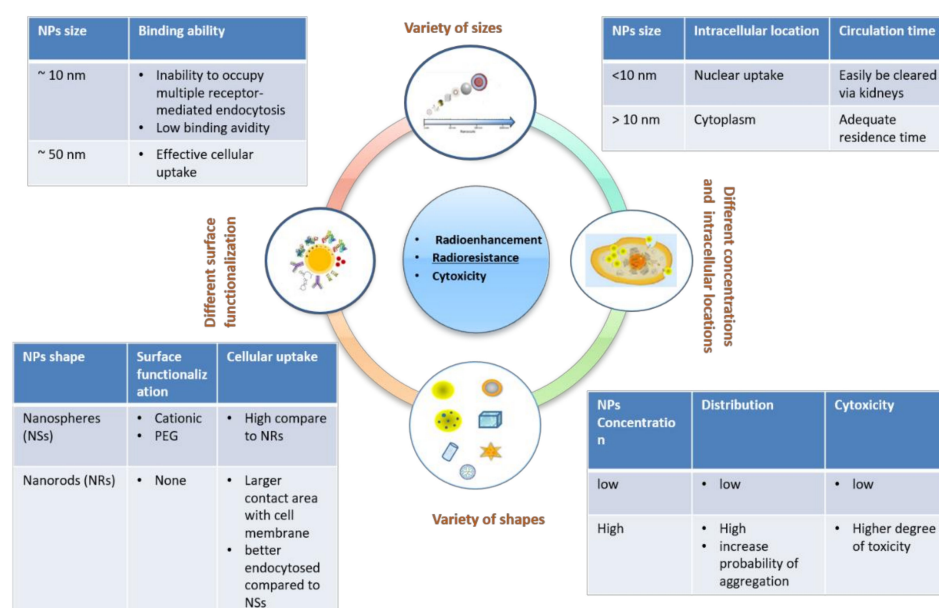 Variety of sizes
NPs size
Binding ability
~ 10 nm
• Inability to occupy
multiple receptor-
mediated endocytosis
• Low binding avidity
~ 50 nm
• Effective cellular
uptake
NPs size
Intracellular location
Circulation time
<10 nm
Nuclear uptake
Easily be cleared
via kidneys
> 10 nm
Cytoplasm
Adequate
residence time
Different surface
functionalization
• Radioenhancement
• Radioresistance
• Cytoxicity
Different concentrations
and intracellular locations
NPs shape
Surface
functionaliz
ation
Cellular uptake
Nanospheres
(NSs)
• Cationic
• PEG
• High compare
to NRs
Nanorods (NRs)
• None
• Larger
contact area
with cell
membrane
• better
endocytosed
compared to
NSs
Variety of shapes
NPs
Concentratio
n
Distribution
Cytoxicity
low
• low
• low
High
• High
• increase
probability of
aggregation
• Higher degree
of toxicity